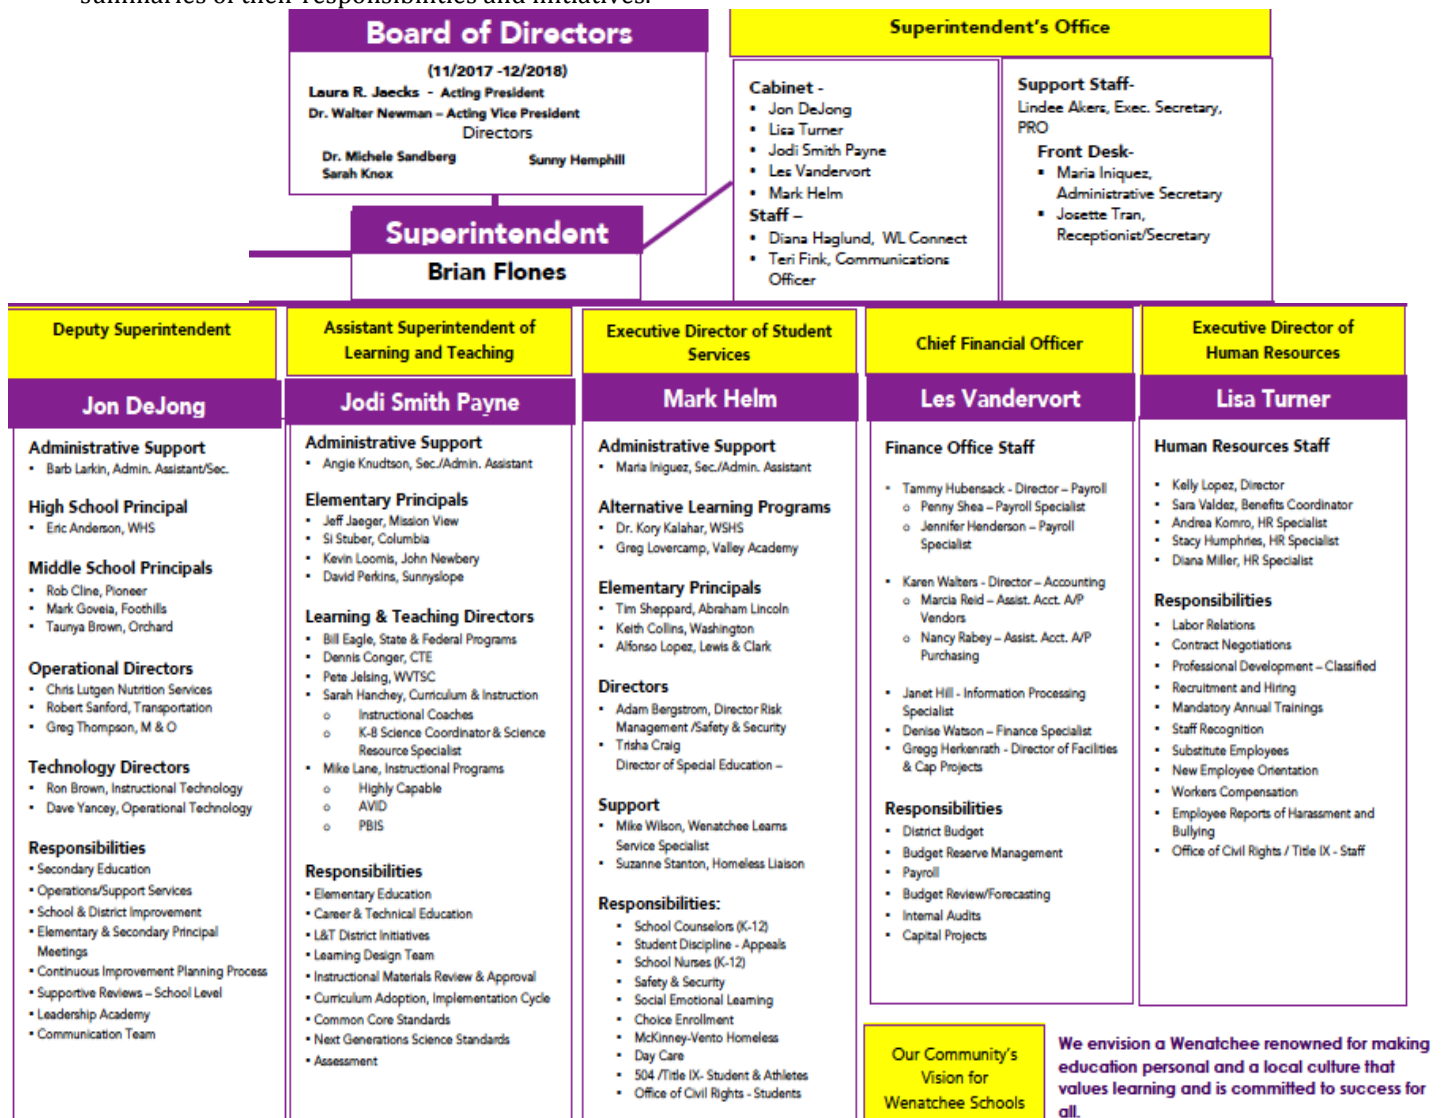 summaries of their responsibilities and initiatives.
Board of Directors
(11/2017 -12/2018)
Laura R. Jaecks - Acting President
Dr. Walter Newman – Acting Vice President
Directors
Dr. Michele Sandberg
Sunny Hemphill
Sarah Knox
Superintendent
Brian Flones
Superintendent's Office
Cabinet -
▪ Jon DeJong
▪ Lisa Turner
▪ Jodi Smith Payne
▪ Les Vandervort
▪ Mark Helm
Staff –
▪ Diana Haglund, WL Connect
▪ Teri Fink, Communications
Officer
Support Staff-
Lindee Akers, Exec. Secretary,
PRO
Front Desk-
▪ Maria Iniquez,
Administrative Secretary
▪ Josette Tran,
Receptionist/Secretary
Deputy Superintendent
Jon DeJong
Administrative Support
▪ Barb Larkin, Admin. Assistant/Sec.
High School Principal
▪ Eric Anderson, WHS
Middle School Principals
▪ Rob Cline, Pioneer
▪ Mark Goveia, Foothills
▪ Taunya Brown, Orchard
Operational Directors
▪ Chris Lutgen Nutrition Services
▪ Robert Sanford, Transportation
▪ Greg Thompson, M & O
Technology Directors
▪ Ron Brown, Instructional Technology
▪ Dave Yancey, Operational Technology
Responsibilities
▪ Secondary Education
▪ Operations/Support Services
▪ School & District Improvement
▪ Elementary & Secondary Principal
Meetings
▪ Continuous Improvement Planning Process
▪ Supportive Reviews – School Level
▪ Leadership Academy
▪ Communication Team
Assistant Superintendent of
Learning and Teaching
Jodi Smith Payne
Administrative Support
▪ Angie Knudtson, Sec./Admin. Assistant
Elementary Principals
▪ Jeff Jaeger, Mission View
▪ Si Stuber, Columbia
▪ Kevin Loomis, John Newbery
▪ David Perkins, Sunnyslope
Learning & Teaching Directors
▪ Bill Eagle, State & Federal Programs
▪ Dennis Conger, CTE
▪ Pete Jelsing, WVTSC
▪ Sarah Hanchey, Curriculum & Instruction
o Instructional Coaches
o K-8 Science Coordinator & Science
Resource Specialist
▪ Mike Lane, Instructional Programs
o Highly Capable
o AVID
o PBIS
Responsibilities
▪ Elementary Education
▪ Career & Technical Education
▪ L&T District Initiatives
▪ Learning Design Team
▪ Instructional Materials Review & Approval
▪ Curriculum Adoption, Implementation Cycle
▪ Common Core Standards
▪ Next Generations Science Standards
▪ Assessment
Executive Director of Student
Services
Mark Helm
Administrative Support
▪ Maria Iniguez, Sec./Admin. Assistant
Alternative Learning Programs
▪ Dr. Kory Kalahar, WSHS
▪ Greg Lovercamp, Valley Academy
Elementary Principals
▪ Tim Sheppard, Abraham Lincoln
▪ Keith Collins, Washington
▪ Alfonso Lopez, Lewis & Clark
Directors
▪ Adam Bergstrom, Director Risk
Management /Safety & Security
▪ Trisha Craig
Director of Special Education –
Support
▪ Mike Wilson, Wenatchee Learns
Service Specialist
▪ Suzanne Stanton, Homeless Liaison
Responsibilities:
▪ School Counselors (K-12)
▪ Student Discipline - Appeals
▪ School Nurses (K-12)
▪ Safety & Security
▪ Social Emotional Learning
▪ Choice Enrollment
▪ McKinney-Vento Homeless
▪ Day Care
▪ 504 /Title IX- Student & Athletes
▪ Office of Civil Rights - Students
Chief Financial Officer
Les Vandervort
Finance Office Staff
▪ Tammy Hubensack - Director – Payroll
o Penny Shea – Payroll Specialist
o Jennifer Henderson – Payroll
Specialist
▪ Karen Walters - Director – Accounting
o Marcia Reid – Assist. Acct. A/P
Vendors
o Nancy Rabey – Assist. Acct. A/P
Purchasing
▪ Janet Hill - Information Processing
Specialist
▪ Denise Watson – Finance Specialist
▪ Gregg Herkenrath - Director of Facilities
& Cap Projects
Responsibilities
▪ District Budget
▪ Budget Reserve Management
▪ Payroll
▪ Budget Review/Forecasting
▪ Internal Audits
▪ Capital Projects
Executive Director of
Human Resources
Lisa Turner
Human Resources Staff
▪ Kelly Lopez, Director
▪ Sara Valdez, Benefits Coordinator
▪ Andrea Komro, HR Specialist
▪ Stacy Humphries, HR Specialist
▪ Diana Miller, HR Specialist
Responsibilities
▪ Labor Relations
▪ Contract Negotiations
▪ Professional Development – Classified
▪ Recruitment and Hiring
▪ Mandatory Annual Trainings
▪ Staff Recognition
▪ Substitute Employees
▪ New Employee Orientation
▪ Workers Compensation
▪ Employee Reports of Harassment and
Bullying
▪ Office of Civil Rights / Title IX - Staff
Our Community's
Vision for
Wenatchee Schools
We envision a Wenatchee renowned for making
education personal and a local culture that
values learning and is committed to success for
all.